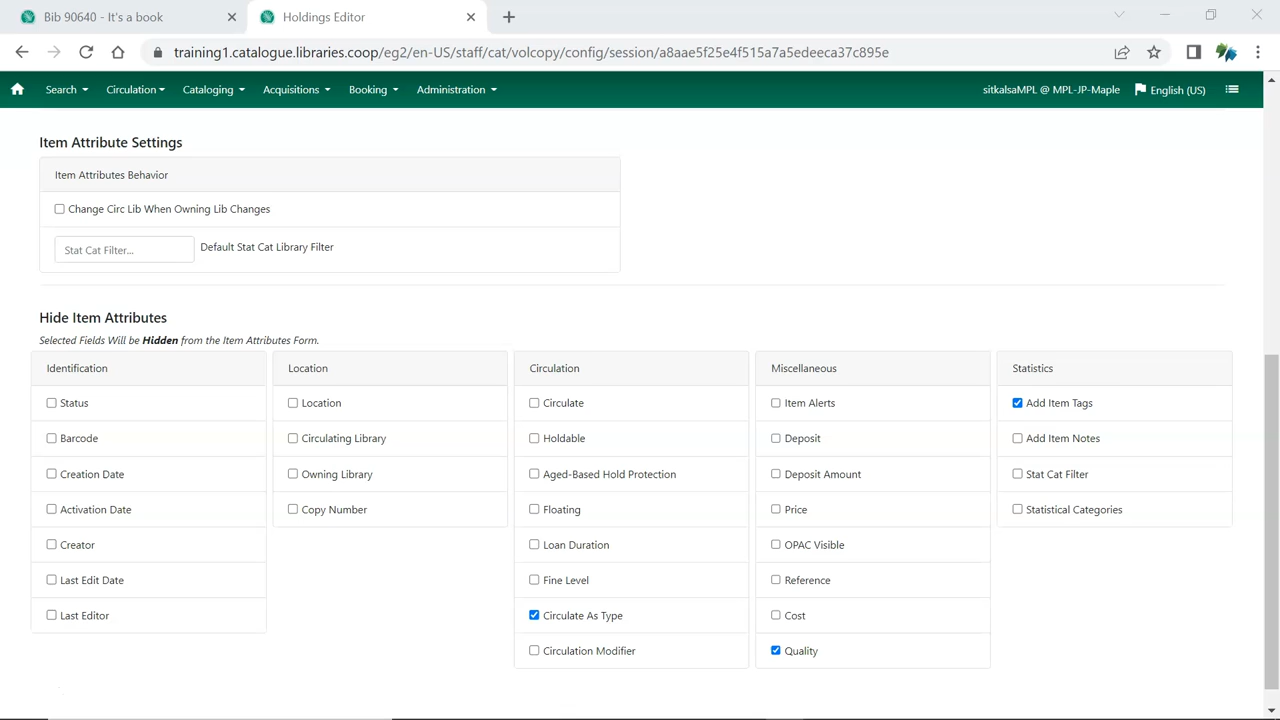 Bib 90640 - It's a book
Holdings Editor
training1.catalogue.libraries.coop/eg2/en-US/staff/cat/volcopy/config/session/a8aae5f25e4f515a7a5edeeca37c895e
Search Circulation Cataloging Acquisitions Booking Administration sitkalsaMPL @ MPL-JP-Maple English (US)
Item Attribute Settings
Item Attributes Behavior
Change Circ Lib When Owning Lib Changes
Stat Cat Filter... Default Stat Cat Library Filter
Hide Item Attributes
Selected Fields Will be Hidden from the Item Attributes Form.
Identification
Status
Barcode
Creation Date
Activation Date
Creator
Last Edit Date
Last Editor
Location
Location
Circulating Library
Owning Library
Copy Number
Circulation
Circulate
Holdable
Aged-Based Hold Protection
Floating
Loan Duration
Fine Level
Circulate As Type
Circulation Modifier
Miscellaneous
Item Alerts
Deposit
Deposit Amount
Price
OPAC Visible
Reference
Cost
Quality
Statistics
Add Item Tags
Add Item Notes
Stat Cat Filter
Statistical Categories